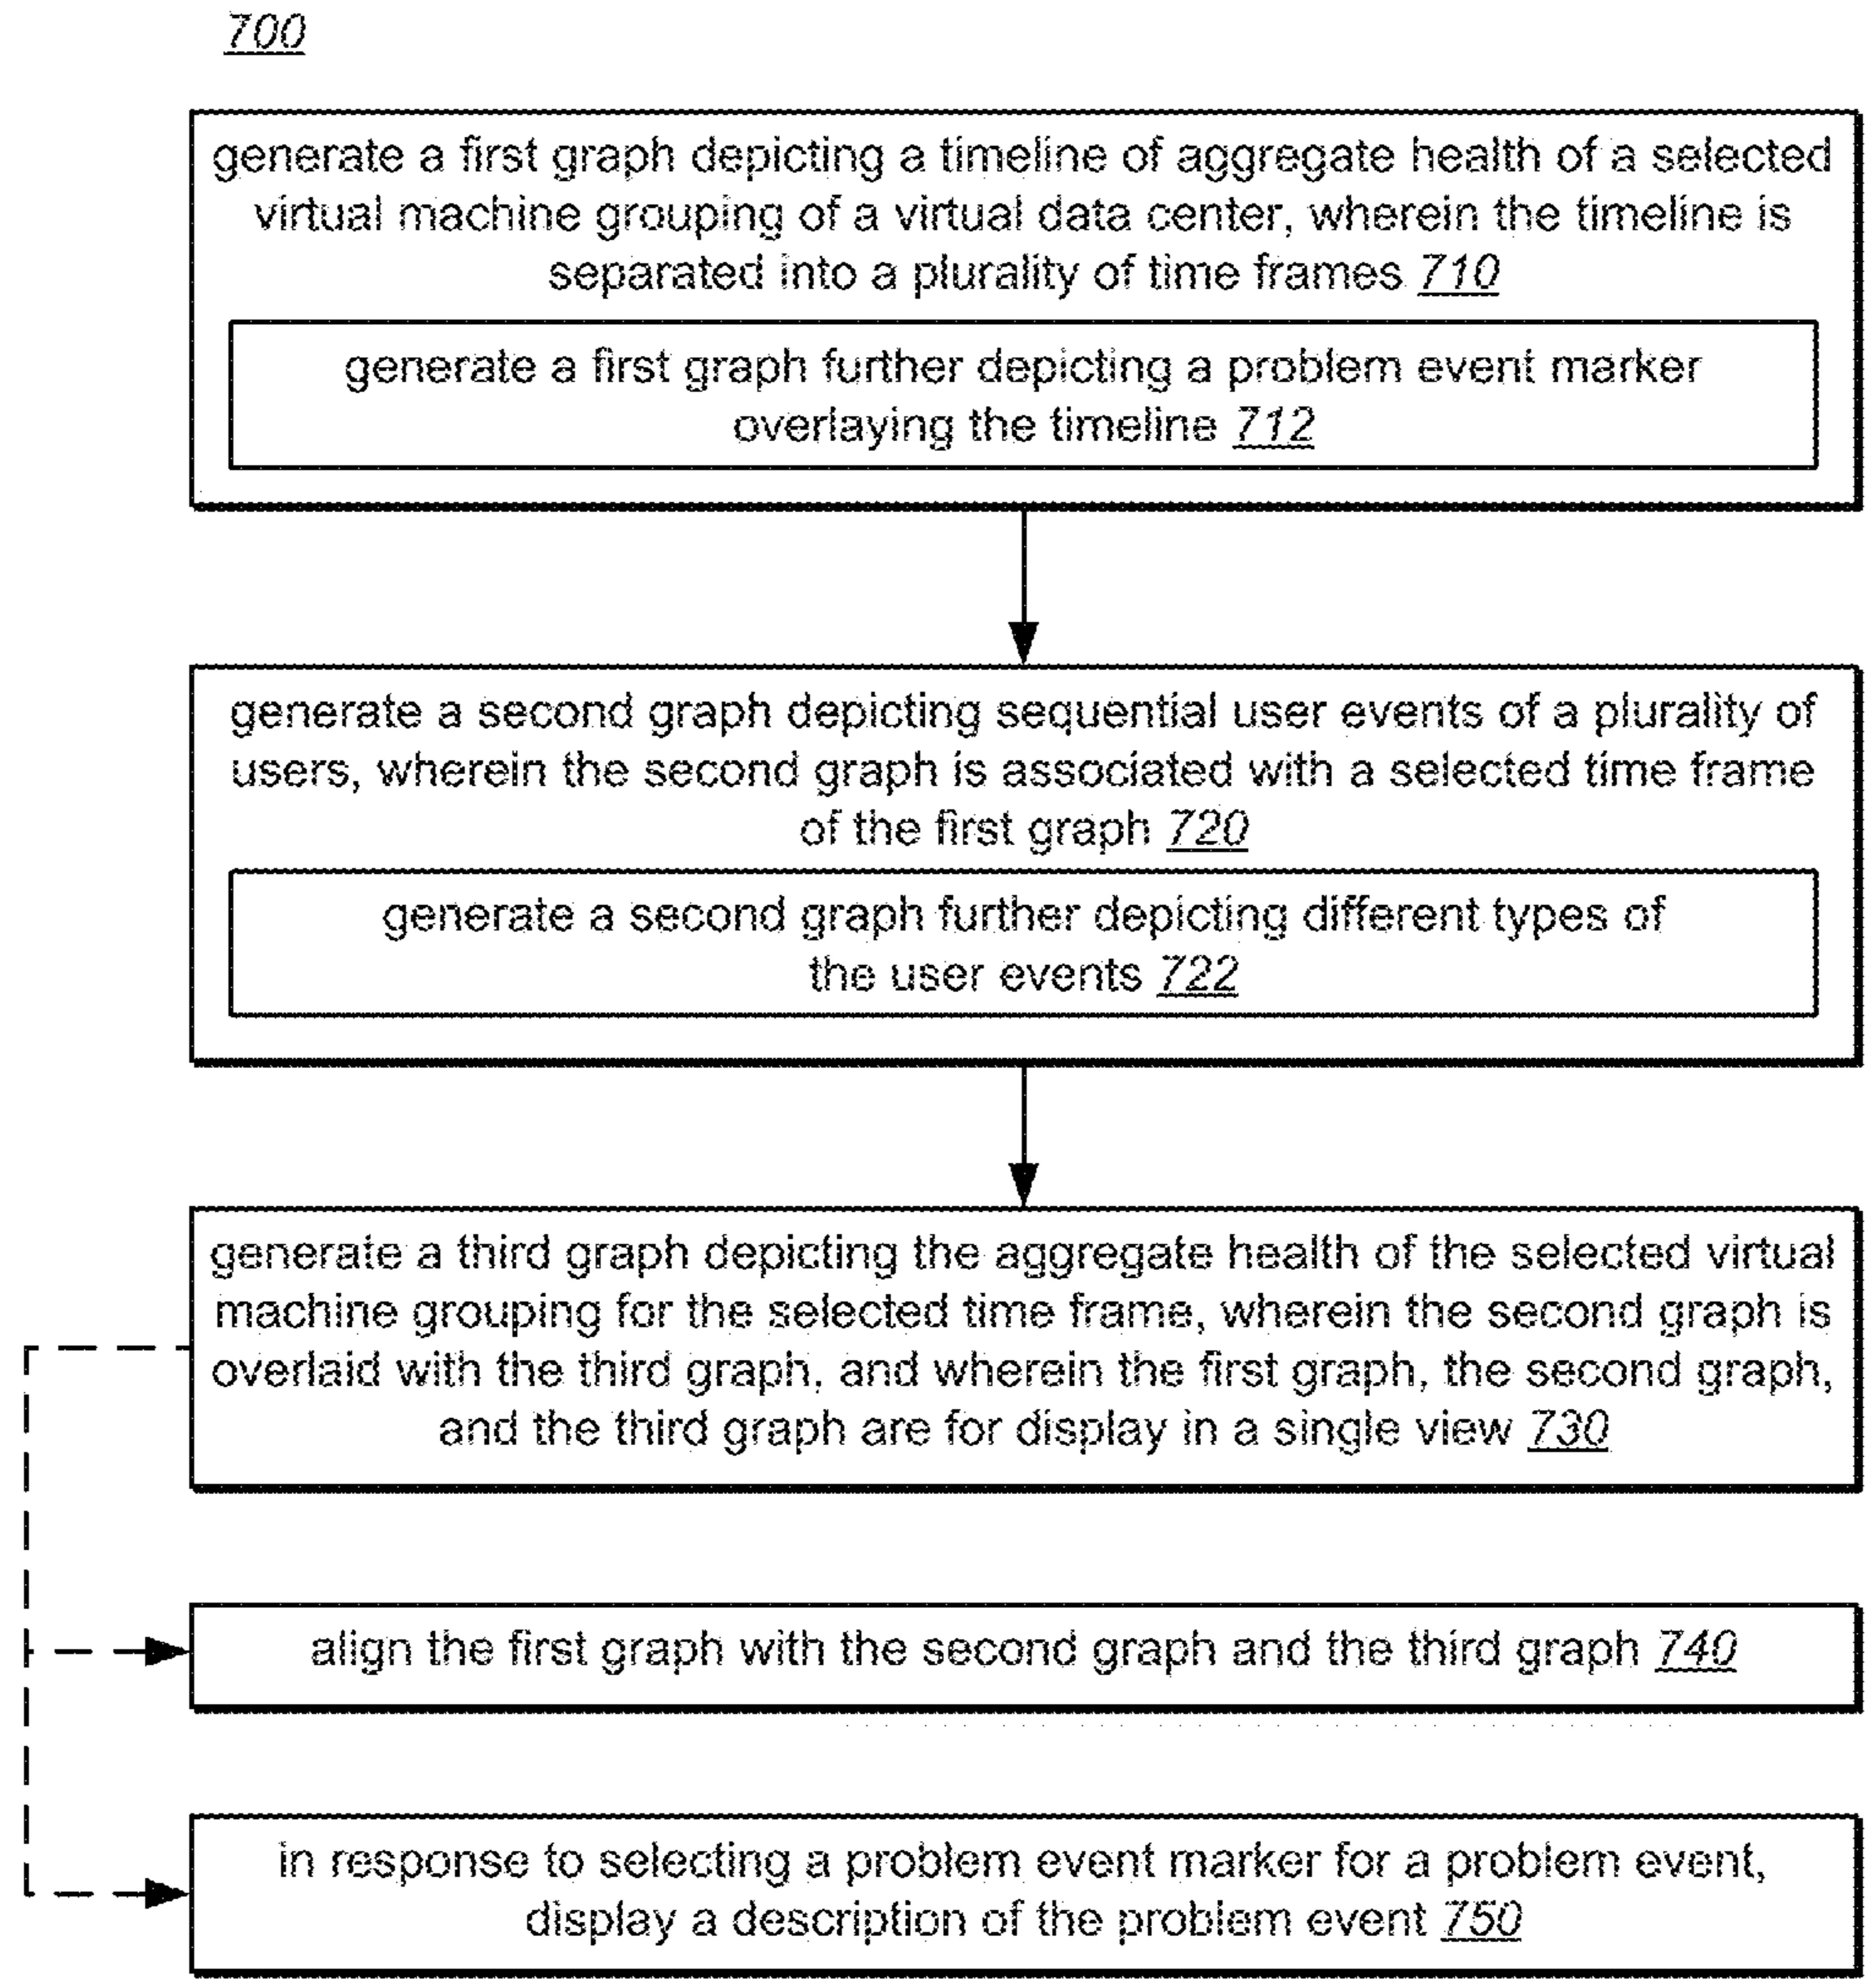 700
generate a first graph depicting a timeline of aggregate health of a selected
virtual machine grouping of a virtual data center, wherein the timeline is
separated into a plurality of time frames 710
generate a first graph further depicting a problem event marker
overlaying the timeline 712
generate a second graph depicting sequential user events of a plurality of
users, wherein the second graph is associated with a selected time frame
of the first graph 720
generate a second graph further depicting different types of
the user events 722
generate a third graph depicting the aggregate health of the selected virtual
machine grouping for the selected time frame, wherein the second graph is
overlaid with the third graph, and wherein the first graph, the second graph,
and the third graph are for display in a single view 730
align the first graph with the second graph and the third graph 740
in response to selecting a problem event marker for a problem event,
display a description of the problem event 750